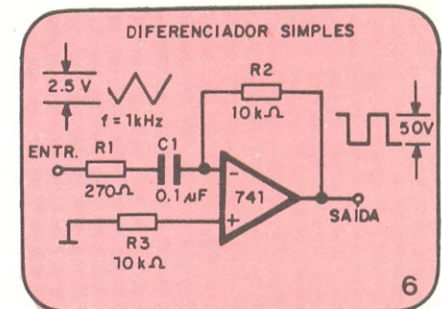 DIFERENCIADOR SIMPLES
2.5 V
f = 1kHz
R2
10 kΩ
50V
ENTR.
R1
C1
270Ω
0.1 µF
-
741
+
SAÍDA
R3
10 kΩ
6